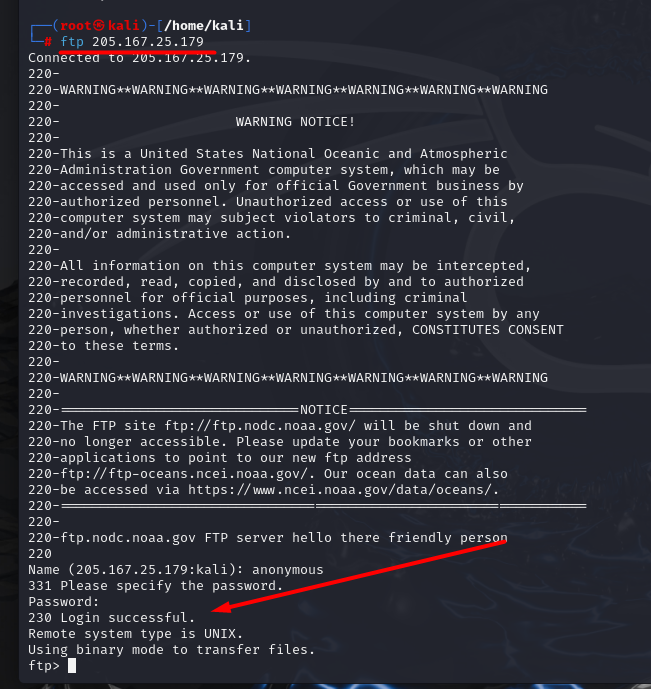 ┌──(root㉿kali)-[/home/kali]
└─# ftp 205.167.25.179
Connected to 205.167.25.179.
220-
220-WARNING**WARNING**WARNING**WARNING**WARNING**WARNING**WARNING
220-
220-                      WARNING NOTICE!
220-
220-This is a United States National Oceanic and Atmospheric
220-Administration Government computer system, which may be
220-accessed and used only for official Government business by
220-authorized personnel. Unauthorized access or use of this
220-computer system may subject violators to criminal, civil,
220-and/or administrative action.
220-
220-All information on this computer system may be intercepted,
220-recorded, read, copied, and disclosed by and to authorized
220-personnel for official purposes, including criminal
220-investigations. Access or use of this computer system by any
220-person, whether authorized or unauthorized, CONSTITUTES CONSENT
220-to these terms.
220-
220-WARNING**WARNING**WARNING**WARNING**WARNING**WARNING**WARNING
220-
220-==============================NOTICE==============================
220-The FTP site ftp://ftp.nodc.noaa.gov/ will be shut down and
220-no longer accessible. Please update your bookmarks or other
220-applications to point to our new ftp address
220-ftp://ftp-oceans.ncei.noaa.gov/. Our ocean data can also
220-be accessed via https://www.ncei.noaa.gov/data/oceans/.
220-==================================================================
220-
220-ftp.nodc.noaa.gov FTP server hello there friendly person
220
Name (205.167.25.179:kali): anonymous
331 Please specify the password.
Password:
230 Login successful.
Remote system type is UNIX.
Using binary mode to transfer files.
ftp>